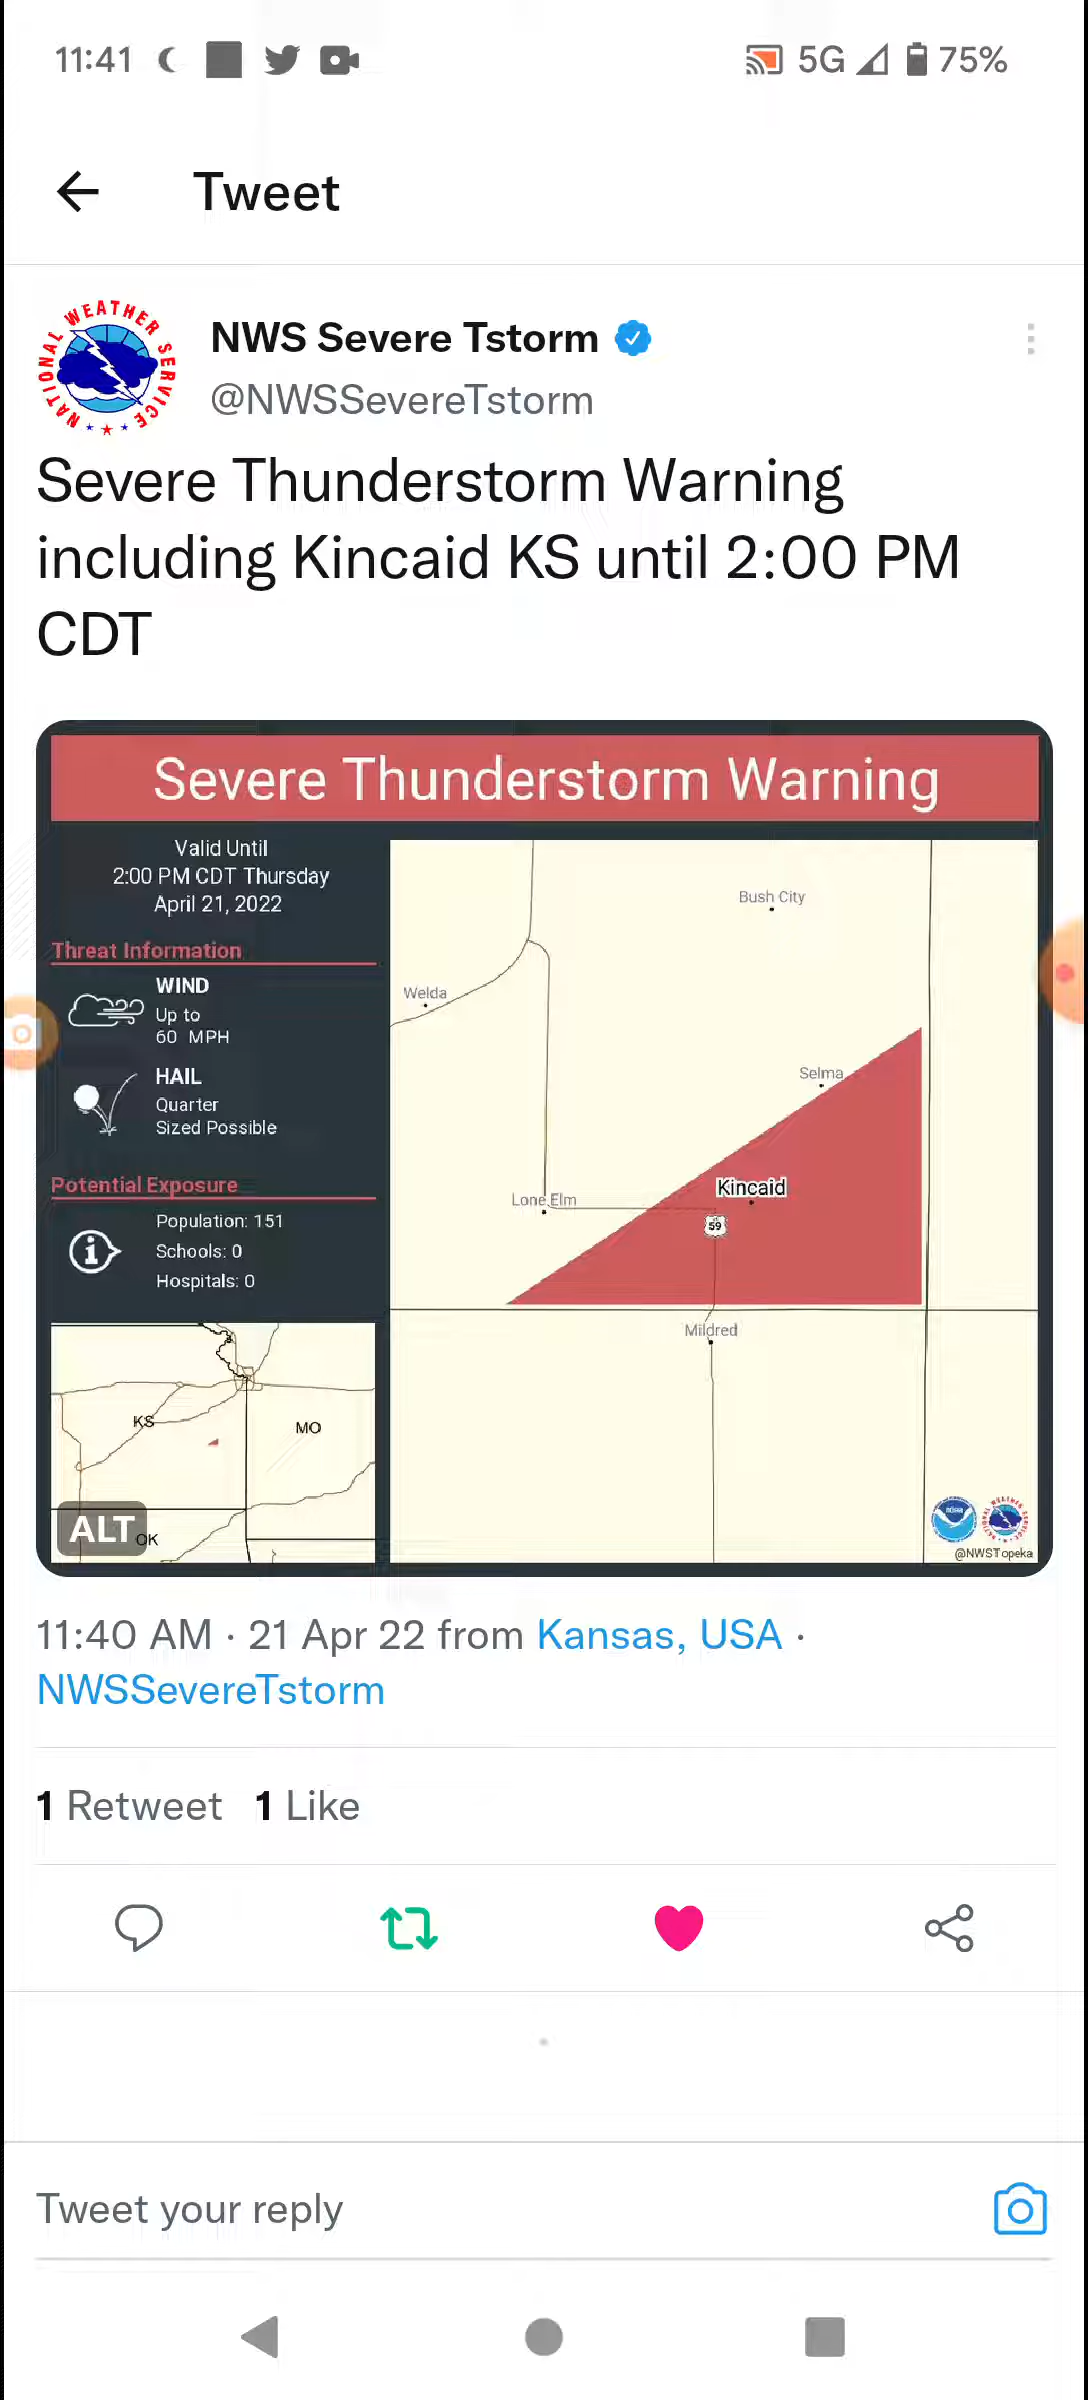 11:41 5G 75%
Tweet
NATIONAL WEATHER SERVICE
NWS Severe Tstorm
@NWSSevereTstorm
Severe Thunderstorm Warning
including Kincaid KS until 2:00 PM
CDT
Severe Thunderstorm Warning
Valid Until
2:00 PM CDT Thursday
April 21, 2022
Threat Information
WIND
Up to
60 MPH
HAIL
Quarter
Sized Possible
Potential Exposure
Population: 151
Schools: 0
Hospitals: 0
KS
MO
ALT
OK
Bush City
Welda
Selma
Kincaid
Lone Elm
59
Mildred
@NWSTopeka
11:40 AM · 21 Apr 22 from Kansas, USA ·
NWSSevereTstorm
1 Retweet 1 Like
Tweet your reply